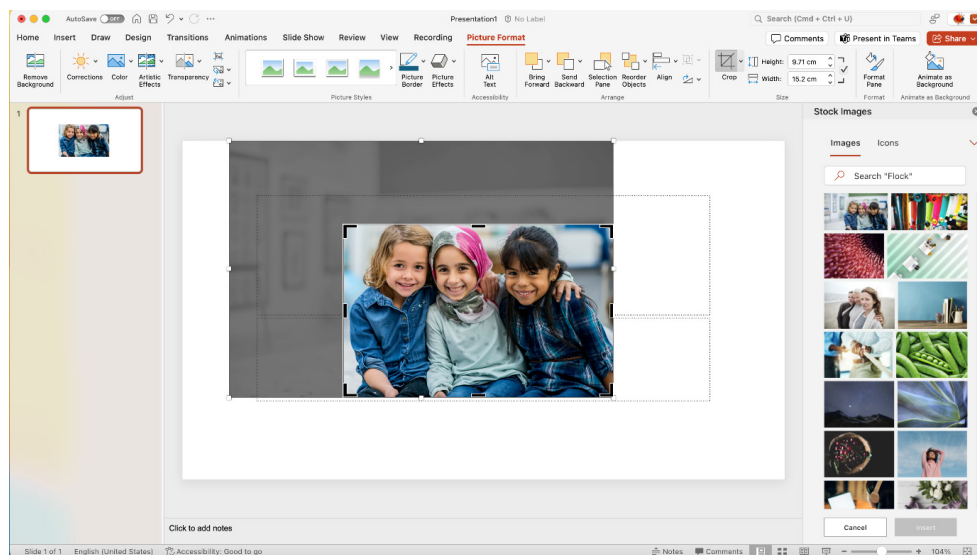 AutoSave OFF Presentation1 No Label Search (Cmd + Ctrl + U)
Home Insert Draw Design Transitions Animations Slide Show Review View Recording Picture Format Comments Present in Teams Share
Remove Background Corrections Color Artistic Effects Transparency Picture Border Picture Effects Alt Text Bring Forward Send Backward Selection Pane Reorder Objects Align Crop Height: 9.71 cm Width: 15.2 cm Format Pane Animate as Background
Adjust Picture Styles Accessibility Arrange Size Format Animate as Background
1
Stock Images
Images Icons
Search "Flock"
Cancel Insert
Click to add notes
Slide 1 of 1 English (United States) Accessibility: Good to go Notes Comments 104%